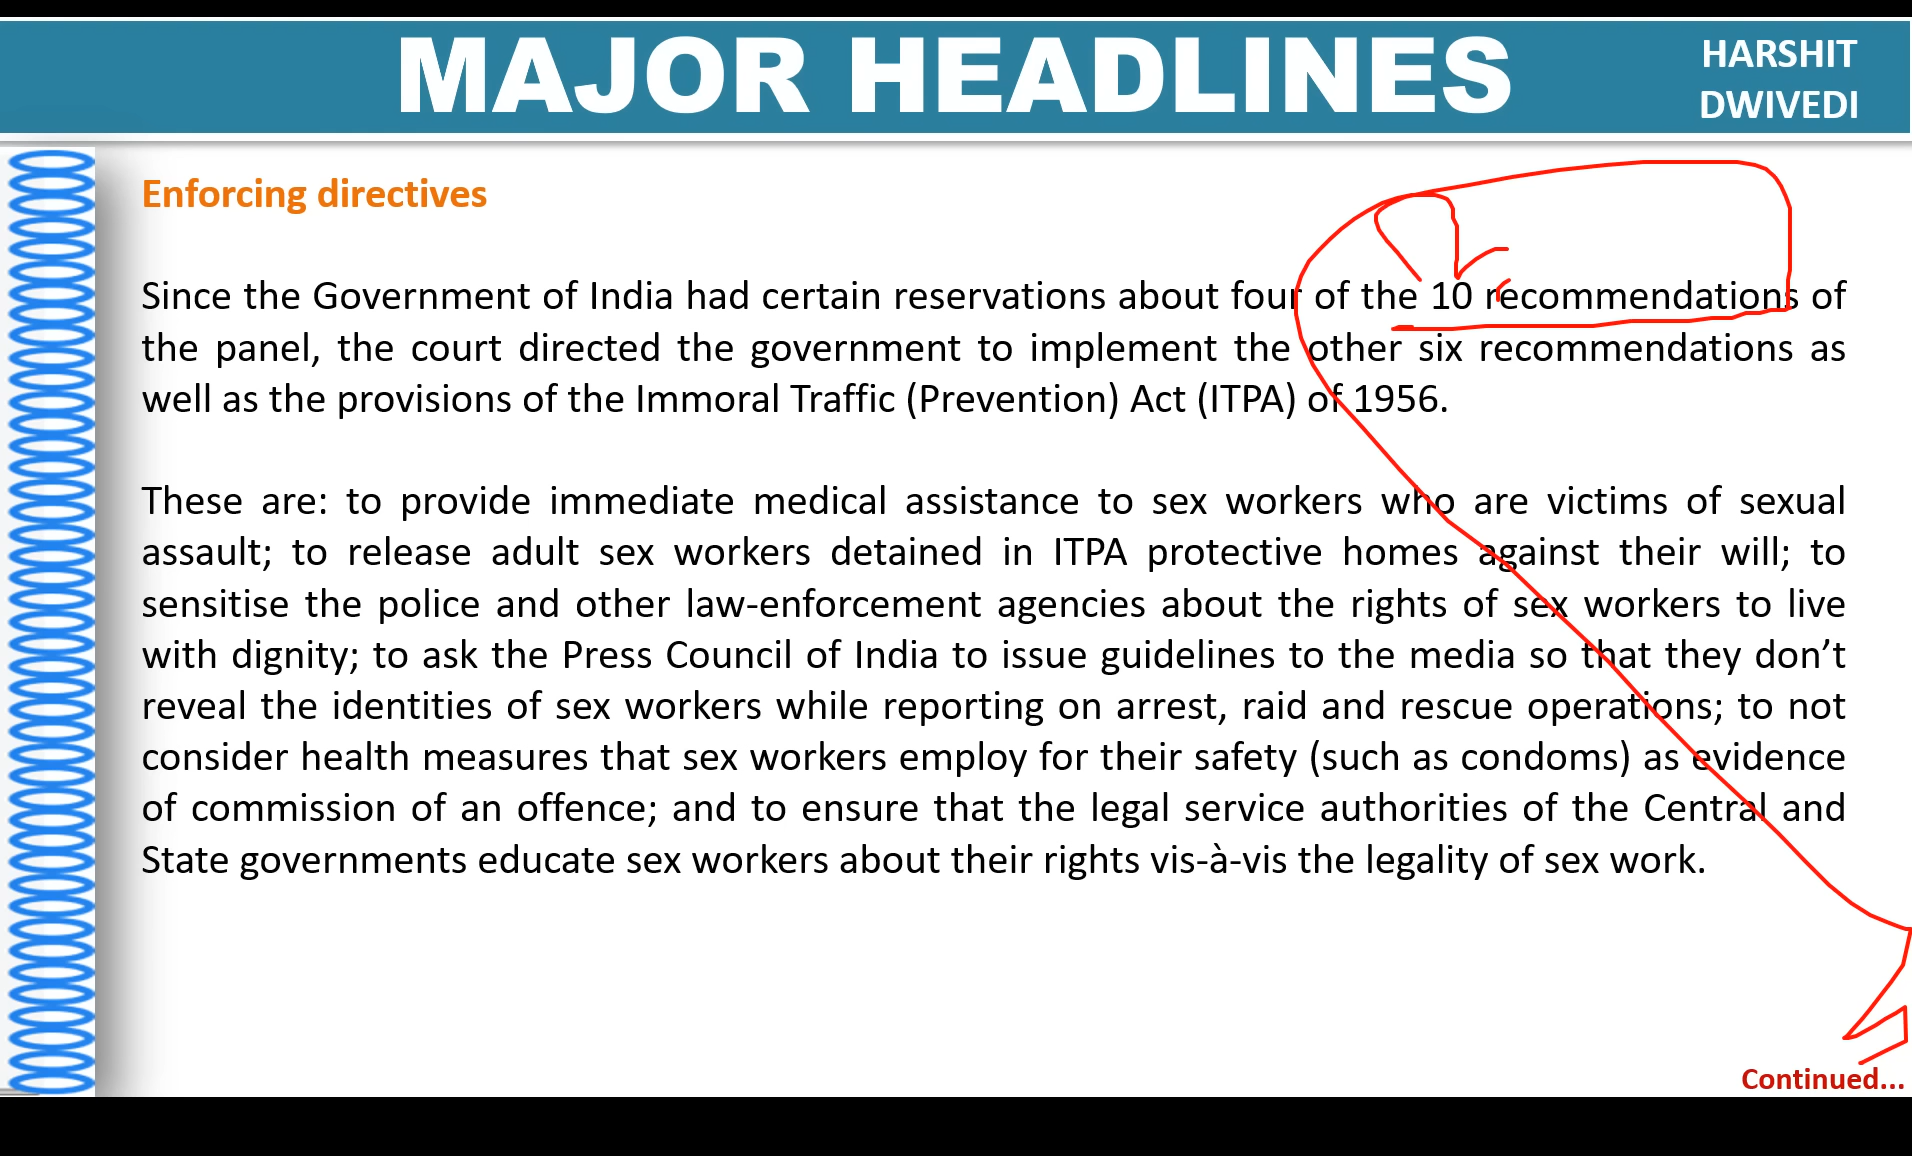 MAJOR HEADLINES
HARSHIT
DWIVEDI
Enforcing directives
Since the Government of India had certain reservations about four of the 10 recommendations of
the panel, the court directed the government to implement the other six recommendations as
well as the provisions of the Immoral Traffic (Prevention) Act (ITPA) of 1956.
These are: to provide immediate medical assistance to sex workers who are victims of sexual
assault; to release adult sex workers detained in ITPA protective homes against their will; to
sensitise the police and other law-enforcement agencies about the rights of sex workers to live
with dignity; to ask the Press Council of India to issue guidelines to the media so that they don’t
reveal the identities of sex workers while reporting on arrest, raid and rescue operations; to not
consider health measures that sex workers employ for their safety (such as condoms) as evidence
of commission of an offence; and to ensure that the legal service authorities of the Central and
State governments educate sex workers about their rights vis-à-vis the legality of sex work.
Continued...